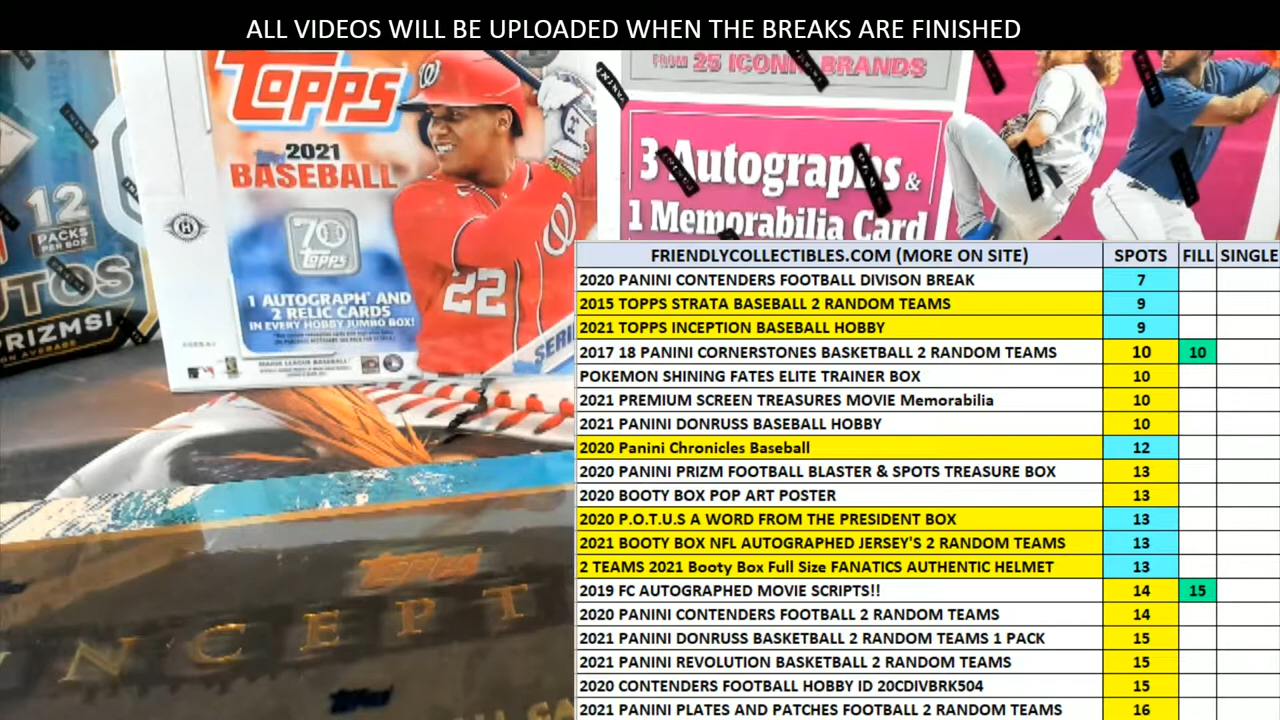 ALL VIDEOS WILL BE UPLOADED WHEN THE BREAKS ARE FINISHED
TOPPS
2021
BASEBALL
70
TOPPS
1 AUTOGRAPH AND
2 RELIC CARDS
IN EVERY HOBBY JUMBO BOX!
MAJOR LEAGUE BASEBALL
22
SERIE
12
PACKS
PER BOX
UTOS
PRIZMS!
ON AVERAGE
FROM 25 ICONIC BRANDS
3 Autographs &
1 Memorabilia Card
Topps
NCEPT
FRIENDLYCOLLECTIBLES.COM (MORE ON SITE) SPOTS FILL SINGLE
2020 PANINI CONTENDERS FOOTBALL DIVISON BREAK 7
2015 TOPPS STRATA BASEBALL 2 RANDOM TEAMS 9
2021 TOPPS INCEPTION BASEBALL HOBBY 9
2017 18 PANINI CORNERSTONES BASKETBALL 2 RANDOM TEAMS 10 10
POKEMON SHINING FATES ELITE TRAINER BOX 10
2021 PREMIUM SCREEN TREASURES MOVIE Memorabilia 10
2021 PANINI DONRUSS BASEBALL HOBBY 10
2020 Panini Chronicles Baseball 12
2020 PANINI PRIZM FOOTBALL BLASTER & SPOTS TREASURE BOX 13
2020 BOOTY BOX POP ART POSTER 13
2020 P.O.T.U.S A WORD FROM THE PRESIDENT BOX 13
2021 BOOTY BOX NFL AUTOGRAPHED JERSEY'S 2 RANDOM TEAMS 13
2 TEAMS 2021 Booty Box Full Size FANATICS AUTHENTIC HELMET 13
2019 FC AUTOGRAPHED MOVIE SCRIPTS!! 14 15
2020 PANINI CONTENDERS FOOTBALL 2 RANDOM TEAMS 14
2021 PANINI DONRUSS BASKETBALL 2 RANDOM TEAMS 1 PACK 15
2021 PANINI REVOLUTION BASKETBALL 2 RANDOM TEAMS 15
2020 CONTENDERS FOOTBALL HOBBY ID 20CDIVBRK504 15
2021 PANINI PLATES AND PATCHES FOOTBALL 2 RANDOM TEAMS 16